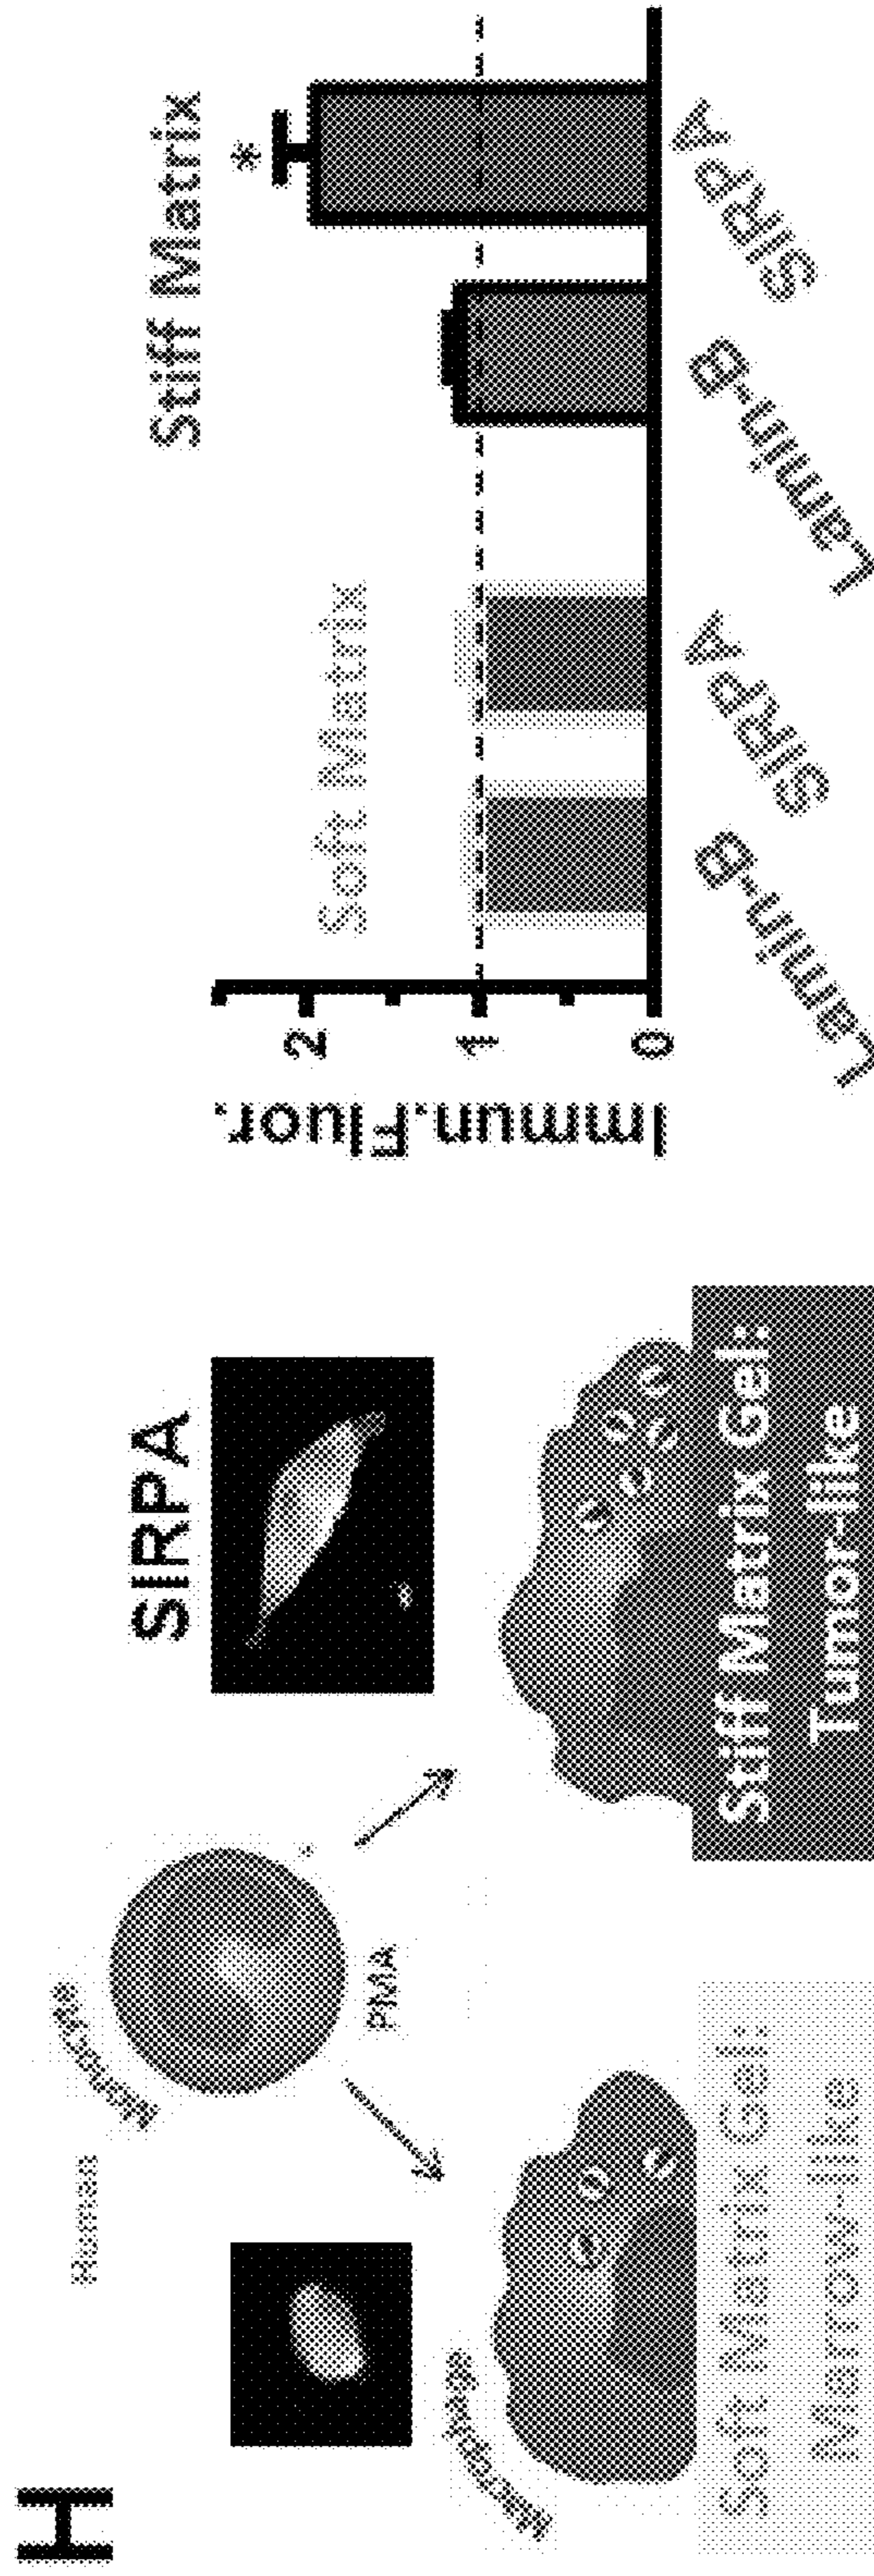 H
Human
Monocyte
SIRPA
PMA
Macrophage
Soft Matrix Gel:
Marrow-like
Stiff Matrix Gel:
Tumor-like
Immun.Fluor.
2
1
0
Soft Matrix
Stiff Matrix
*
Lamin-B
SIRPA
Lamin-B
SIRPA